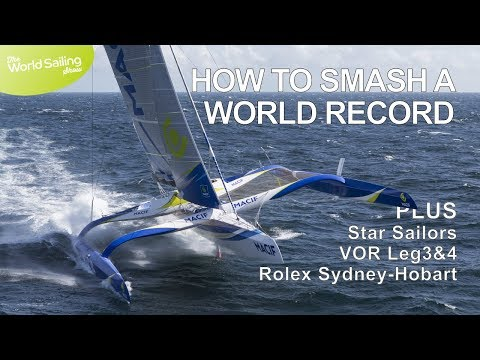 The
World Sailing
Show
HOW TO SMASH A
WORLD RECORD
PLUS
Star Sailors
VOR Leg3&4
Rolex Sydney-Hobart
MACIF
MACIF
MACIF